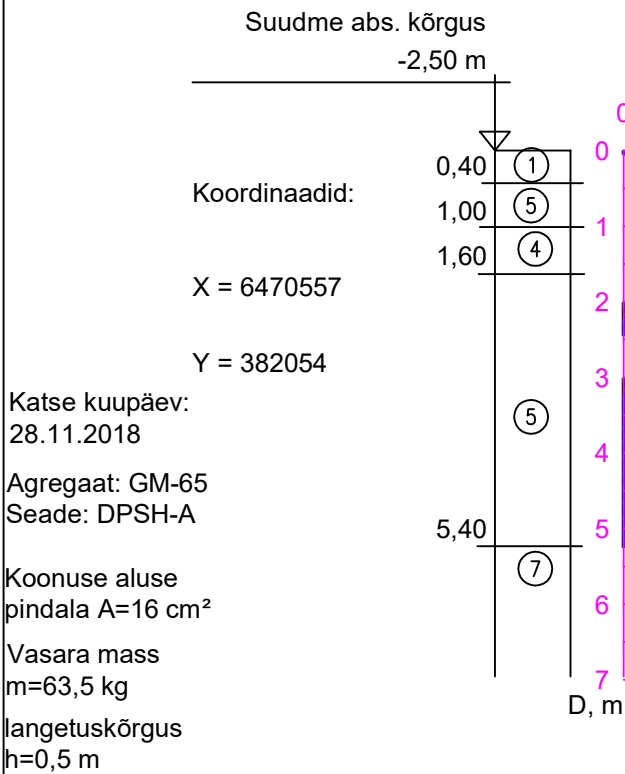 Suudme abs. kõrgus
-2,50 m
0
0,40
1
Koordinaadid:
1,00
5
1
1,60
4
X = 6470557
2
Y = 382054
3
Katse kuupäev:
28.11.2018
5
4
Agregaat: GM-65
Seade: DPSH-A
5,40
5
7
Koonuse aluse
pindala A=16 cm²
6
Vasara mass
m=63,5 kg
7
D, m
langetuskõrgus
h=0,5 m